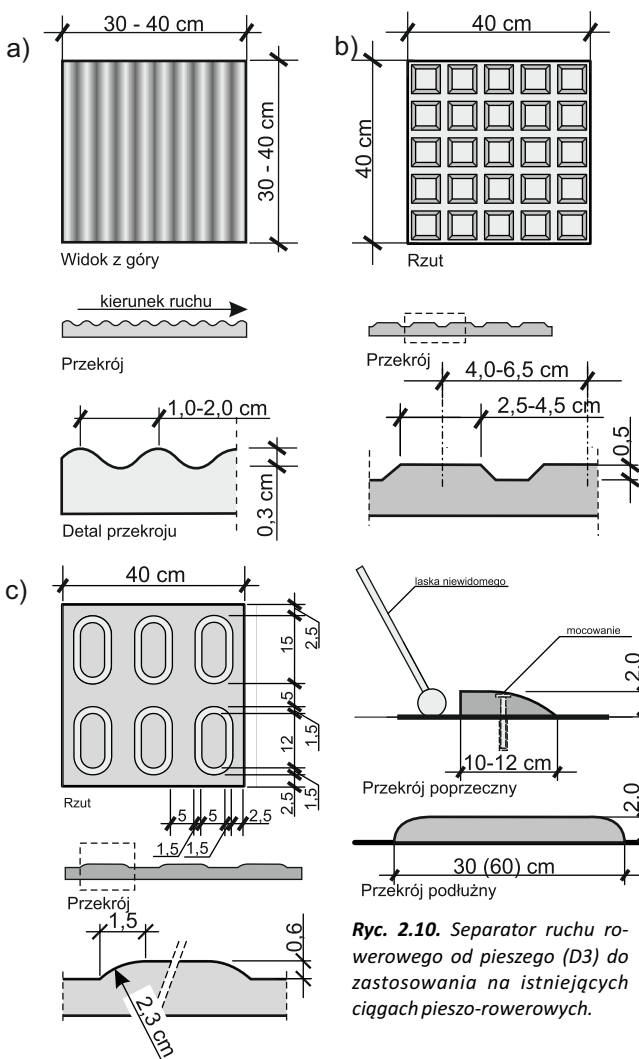 a)
30 - 40 cm
30 - 40 cm
Widok z góry
kierunek ruchu
Przekrój
1,0-2,0 cm
0,3 cm
Detal przekroju
b)
40 cm
40 cm
Rzut
Przekrój
4,0-6,5 cm
2,5-4,5 cm
0,5
c)
40 cm
15
2,5
5
1,5
12
1,5
2,5
Rzut
5
5
2,5
1,5
1,5
Przekrój
1,5
0,6
2,3 cm
laska niewidomego
mocowanie
2,0
10-12 cm
Przekrój poprzeczny
2,0
30 (60) cm
Przekrój podłużny
Ryc. 2.10. Separator ruchu ro-
werowego od pieszego (D3) do
zastosowania na istniejących
ciągach pieszo-rowerowych.